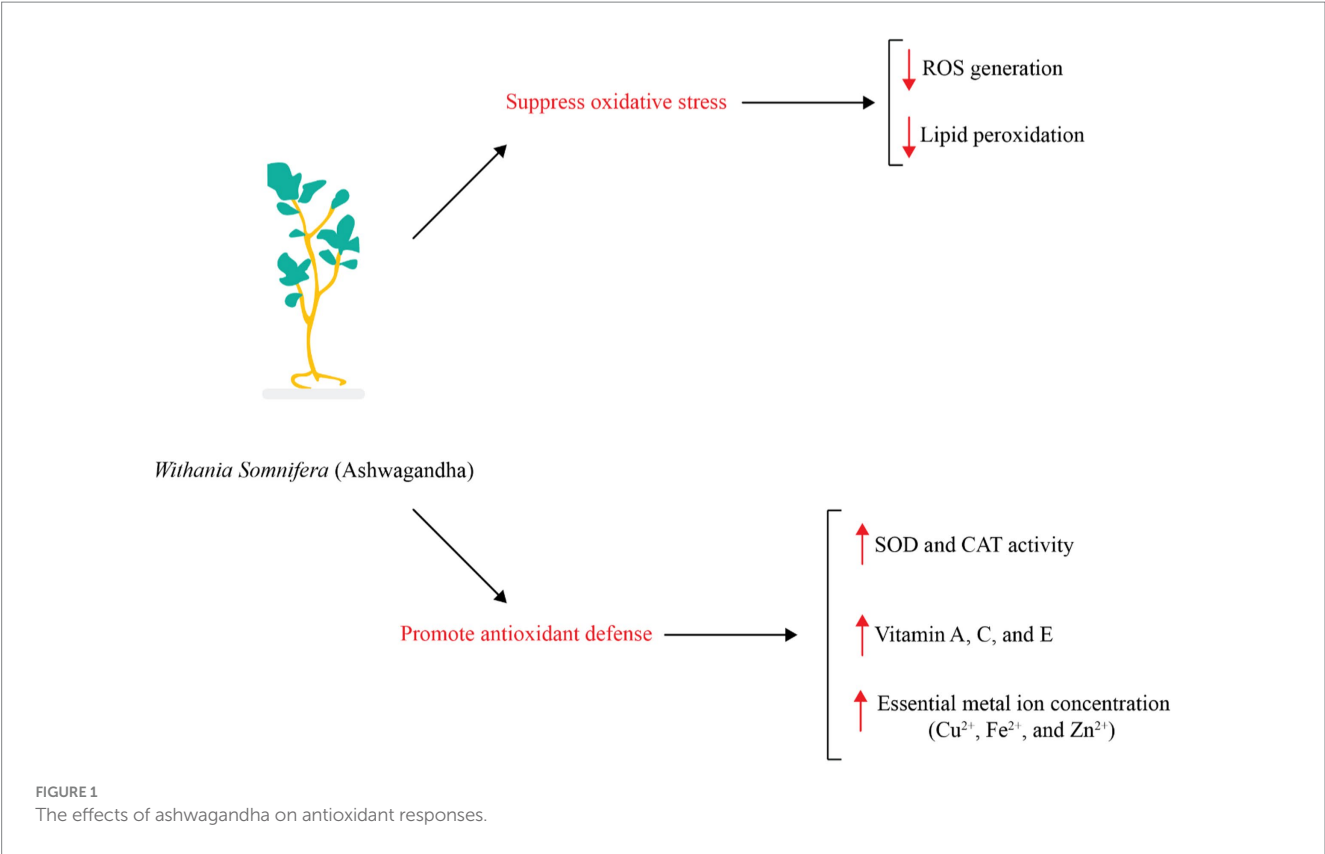 Suppress oxidative stress
ROS generation
Lipid peroxidation
Withania Somnifera (Ashwagandha)
Promote antioxidant defense
SOD and CAT activity
Vitamin A, C, and E
Essential metal ion concentration
(Cu²⁺, Fe²⁺, and Zn²⁺)
FIGURE 1
The effects of ashwagandha on antioxidant responses.